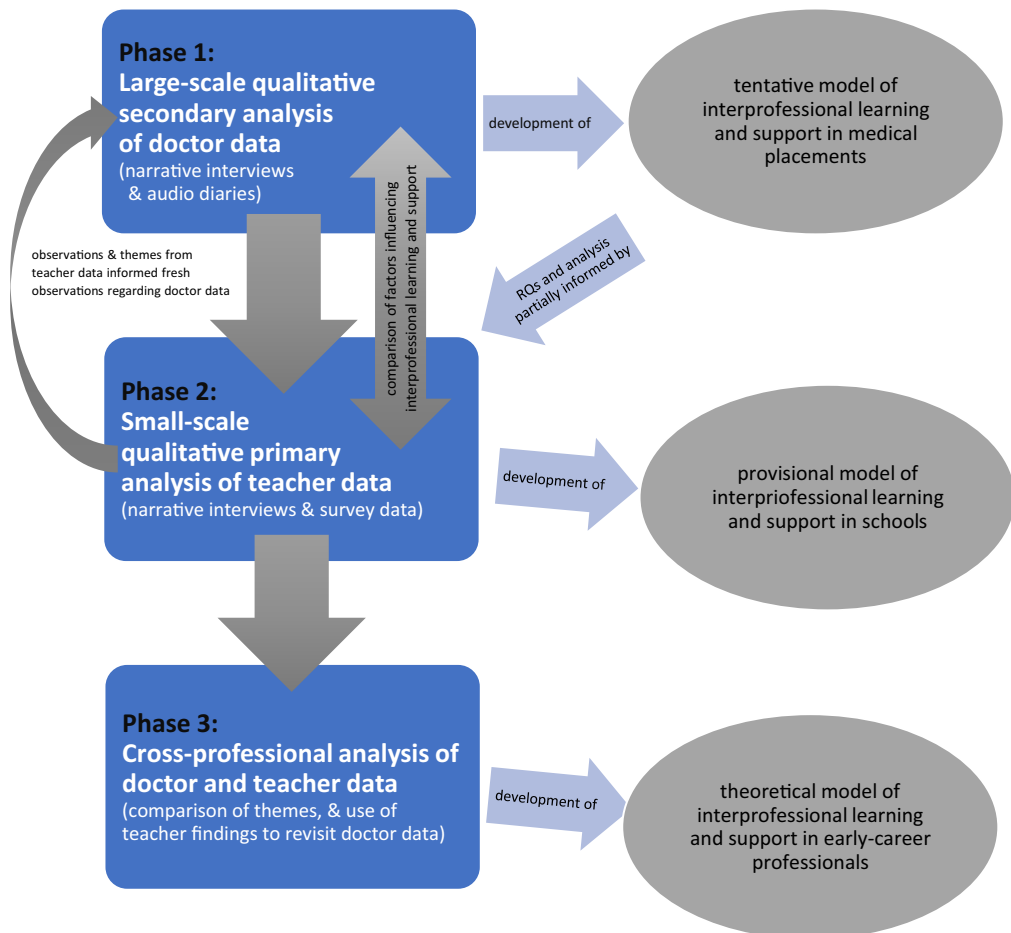 Phase 1:
Large-scale qualitative
secondary analysis
of doctor data
(narrative interviews
& audio diaries)
development of
tentative model of
interprofessional learning
and support in medical
placements
comparison of factors influencing
interprofessional learning and support
observations & themes from
teacher data informed fresh
observations regarding doctor data
RQs and analysis
partially informed by
Phase 2:
Small-scale
qualitative primary
analysis of teacher data
(narrative interviews & survey data)
development of
provisional model of
interpriofessional learning
and support in schools
Phase 3:
Cross-professional analysis of
doctor and teacher data
(comparison of themes, & use of
teacher findings to revisit doctor data)
development of
theoretical model of
interprofessional learning
and support in early-career
professionals